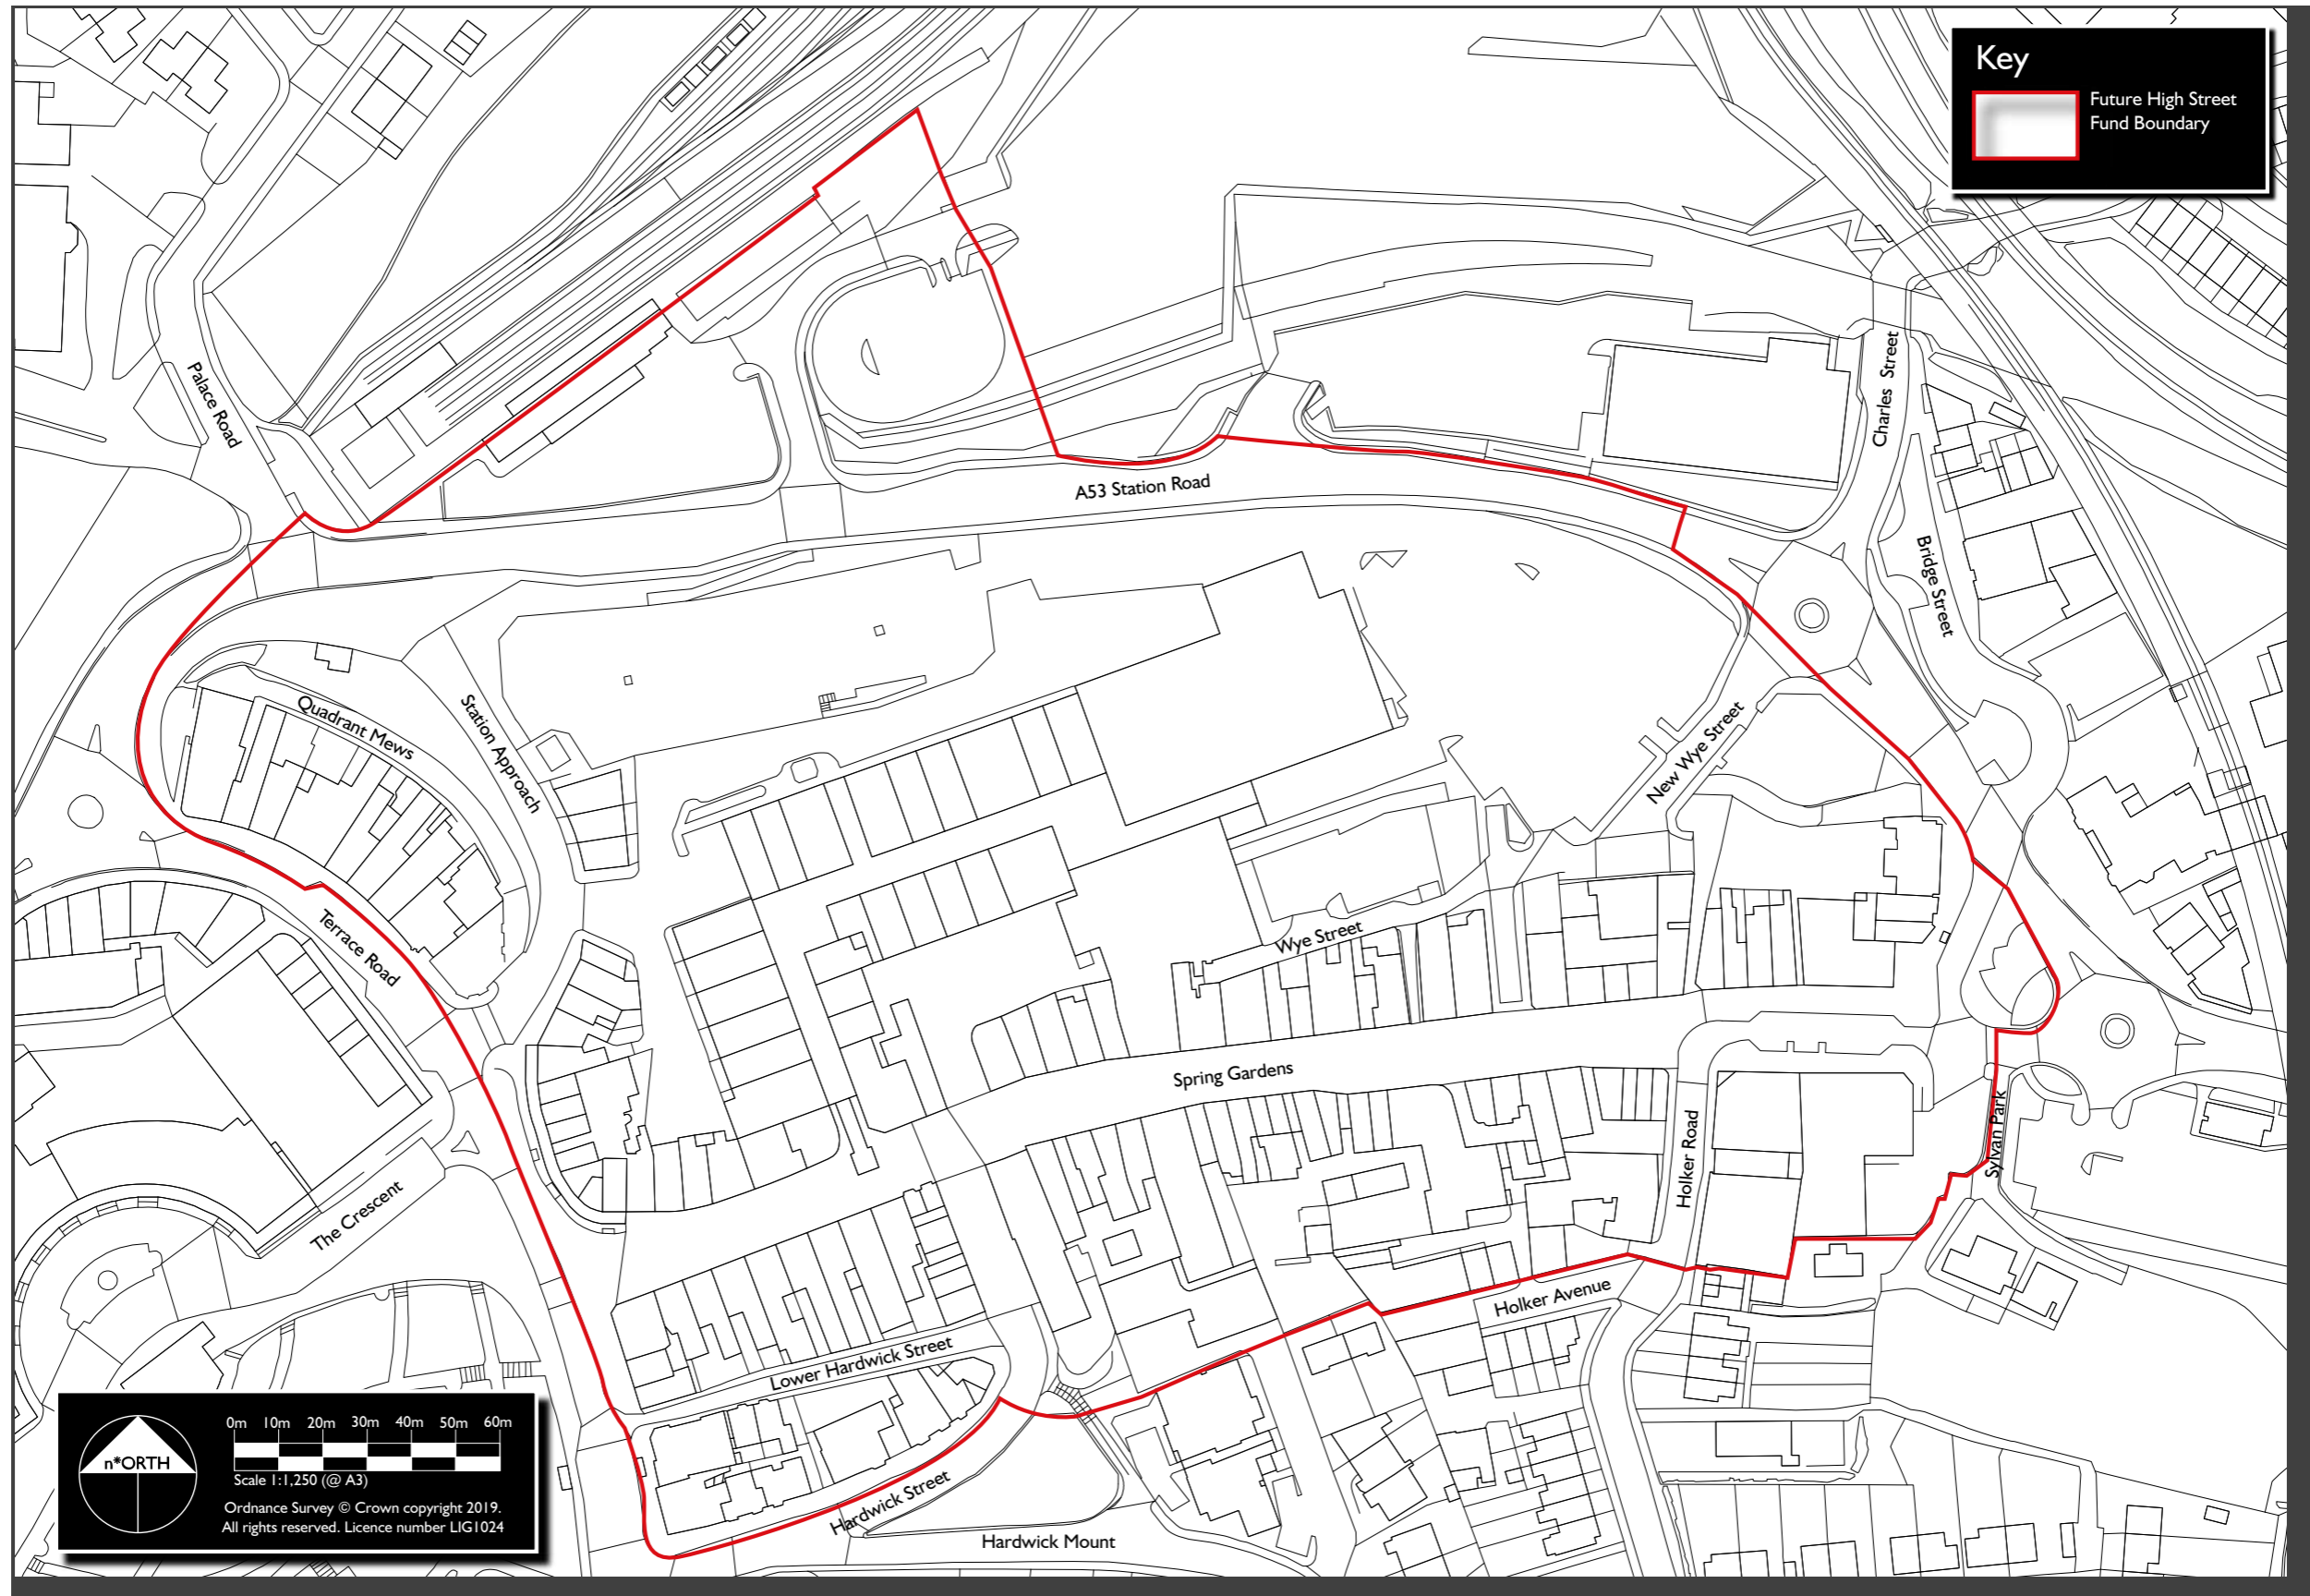 Key
Future High Street
Fund Boundary
Palace Road
Charles Street
A53 Station Road
Bridge Street
Quadrant Mews
Station Approach
New Wye Street
Terrace Road
Wye Street
Spring Gardens
Sylvan Park
Holker Road
The Crescent
Holker Avenue
Lower Hardwick Street
Hardwick Street
Hardwick Mount
n*ORTH
0m 10m 20m 30m 40m 50m 60m
Scale 1:1,250 (@ A3)
Ordnance Survey © Crown copyright 2019.
All rights reserved. Licence number LIG1024